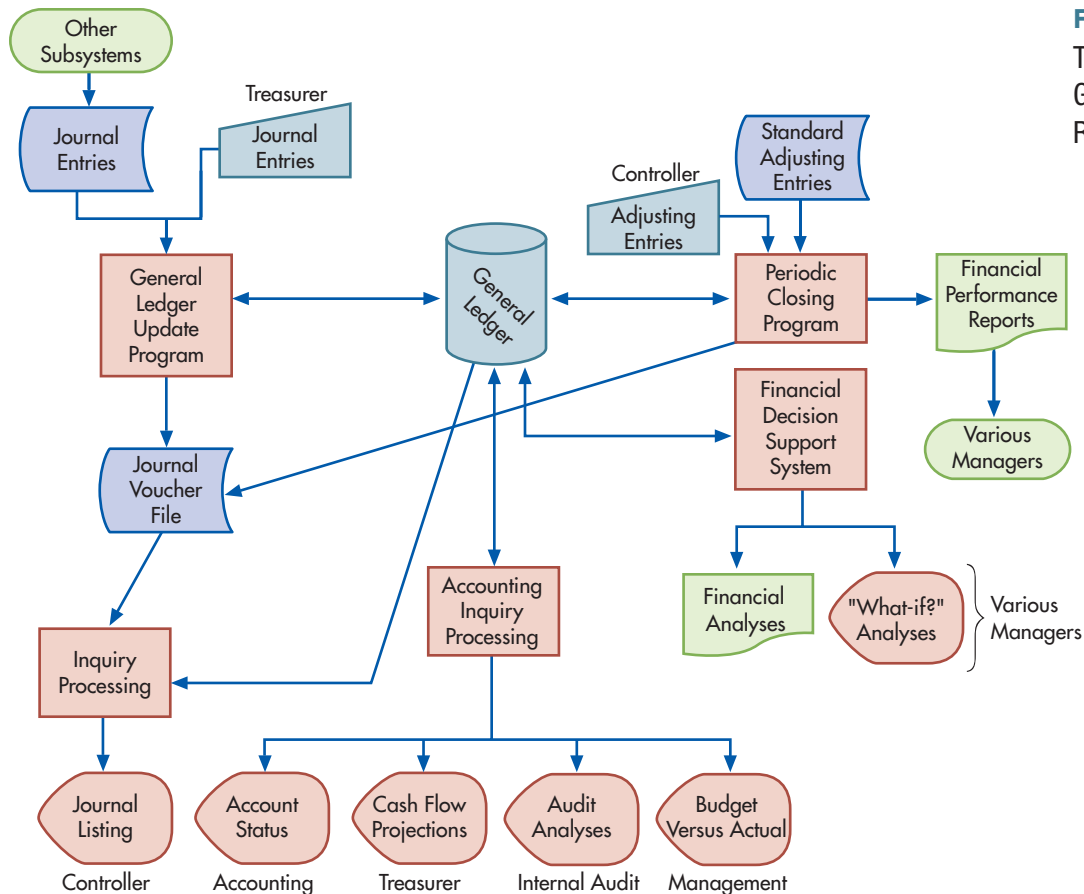 Other
Subsystems
F
T
G
R
Treasurer
Journal
Entries
Journal
Entries
Standard
Adjusting
Entries
Controller
Adjusting
Entries
General
Ledger
Update
Program
General
Ledger
Periodic
Closing
Program
Financial
Performance
Reports
Financial
Decision
Support
System
Various
Managers
Journal
Voucher
File
Accounting
Inquiry
Processing
Financial
Analyses
"What-if?"
Analyses
Various
Managers
Inquiry
Processing
Journal
Listing
Account
Status
Cash Flow
Projections
Audit
Analyses
Budget
Versus Actual
Controller
Accounting
Treasurer
Internal Audit
Management